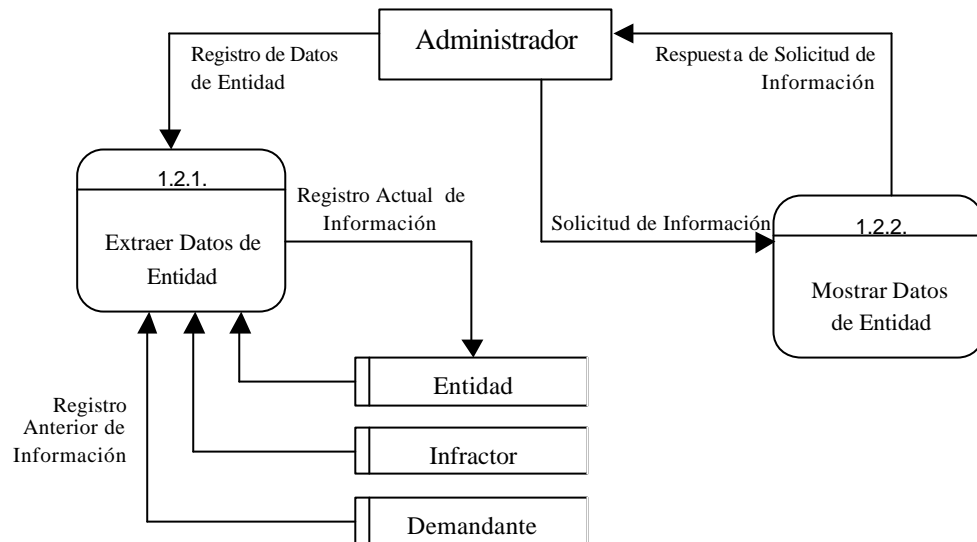 Administrador
Registro de Datos
de Entidad
Respuesta de Solicitud de
Información
1.2.1.
Extraer Datos de
Entidad
Registro Actual de
Información
Solicitud de Información
1.2.2.
Mostrar Datos
de Entidad
Entidad
Registro
Anterior de
Información
Infractor
Demandante